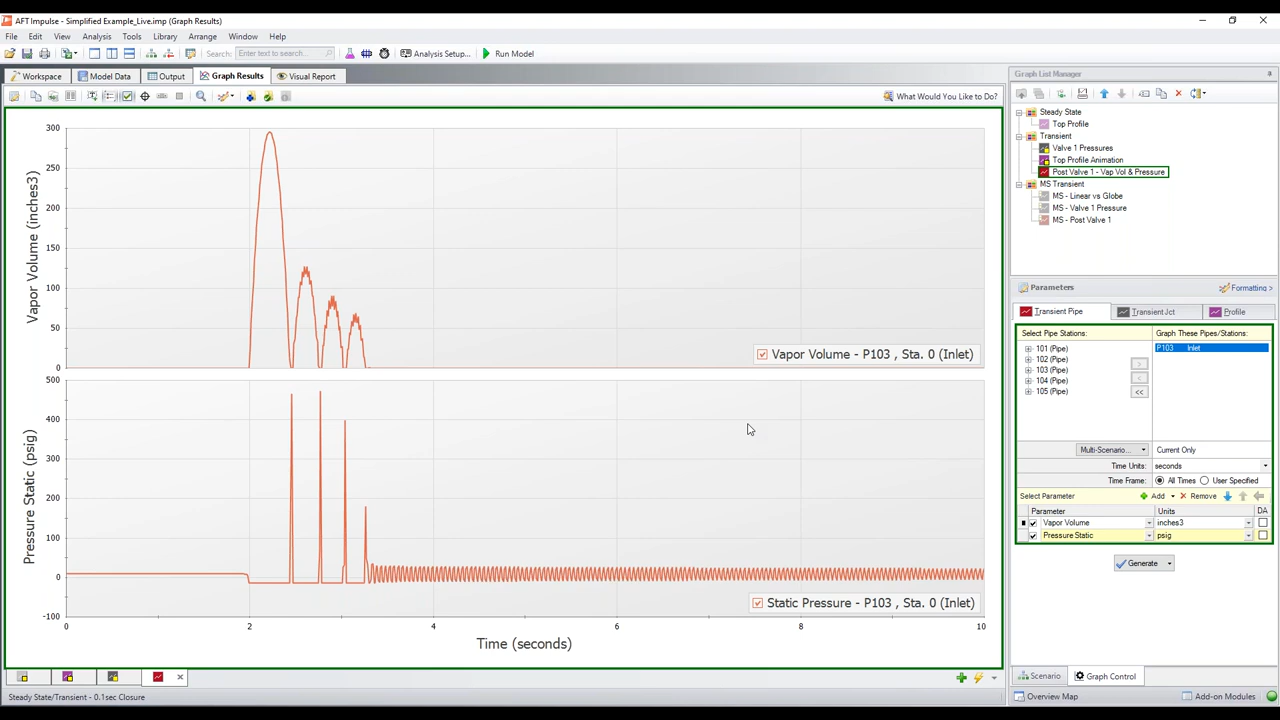 AFT Impulse - Simplified Example_Live.imp (Graph Results)
File Edit View Analysis Tools Library Arrange Window Help
Search: Enter text to search... Analysis Setup... Run Model
Workspace Model Data Output Graph Results Visual Report
What Would You Like to Do?
300
250
200
150
100
50
0
Vapor Volume (inches3)
Vapor Volume - P103 , Sta. 0 (Inlet)
500
400
300
200
100
0
-100
Pressure Static (psig)
Static Pressure - P103 , Sta. 0 (Inlet)
0 2 4 6 8 10
Time (seconds)
Steady State/Transient - 0.1sec Closure
Graph List Manager
Steady State
Top Profile
Transient
Valve 1 Pressures
Top Profile Animation
Post Valve 1 - Vap Vol & Pressure
MS Transient
MS - Linear vs Globe
MS - Valve 1 Pressure
MS - Post Valve 1
Parameters Formatting >
Transient Pipe Transient Jct Profile
Select Pipe Stations: Graph These Pipes/Stations:
101 (Pipe) P103 Inlet
102 (Pipe)
103 (Pipe)
104 (Pipe)
105 (Pipe)
>
<
<<
Multi-Scenario... Current Only
Time Units: seconds
Time Frame: All Times User Specified
Select Parameter Add Remove
Parameter Units DA
Vapor Volume inches3
Pressure Static psig
Generate
Scenario Graph Control
Overview Map Add-on Modules